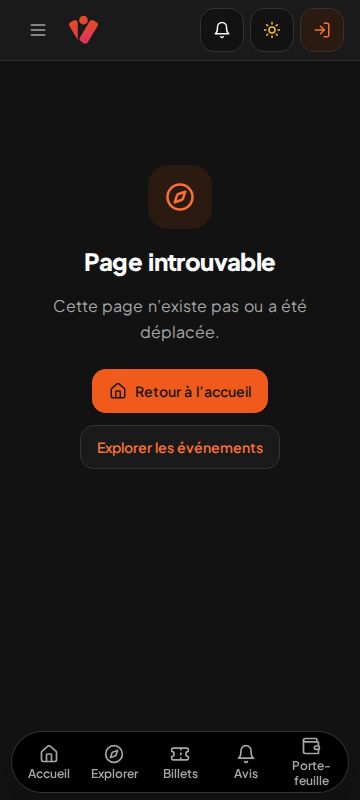 Page introuvable
Cette page n'existe pas ou a été
déplacée.
Retour à l'accueil
Explorer les événements
Accueil
Explorer
Billets
Avis
Porte-
feuille